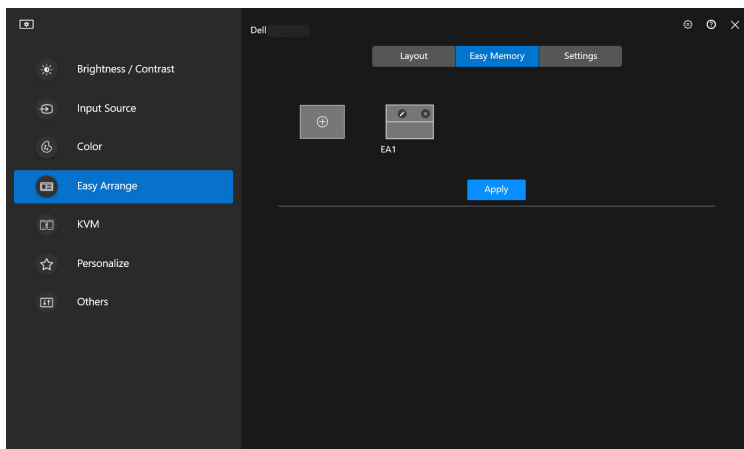 Dell
Layout Easy Memory Settings
Brightness / Contrast
Input Source
Color
Easy Arrange
KVM
Personalize
Others
EA1
Apply